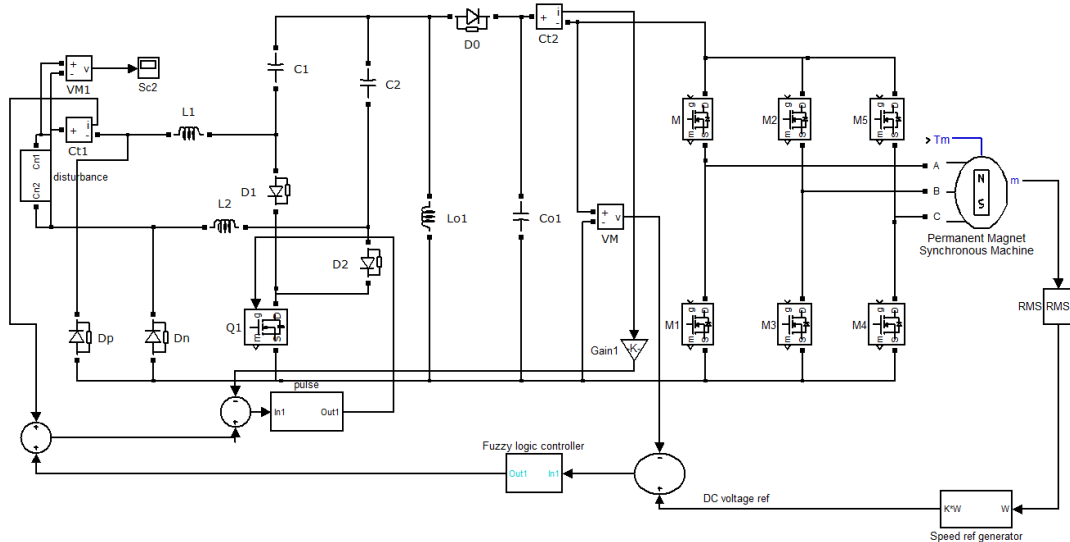 D0
i
+
-
Ct2
C1
C2
+
-
v
VM1
Sc2
L1
+
i
-
Ct1
Cn1
Cn2
disturbance
D1
L2
Lo1
Co1
D2
+
-
v
VM
g
D
m
S
M
g
D
m
S
M2
g
D
m
S
M5
Tm
A
B
C
N
S
m
Permanent Magnet
Synchronous Machine
RMS
RMS
g
D
m
S
M1
g
D
m
S
M3
g
D
m
S
M4
Q1
g
D
m
S
Dp
Dn
-K-
Gain1
pulse
In1
Out1
-
+
+
+
Fuzzy logic controller
Out1
In1
-
+
DC voltage ref
K*W
W
Speed ref generator